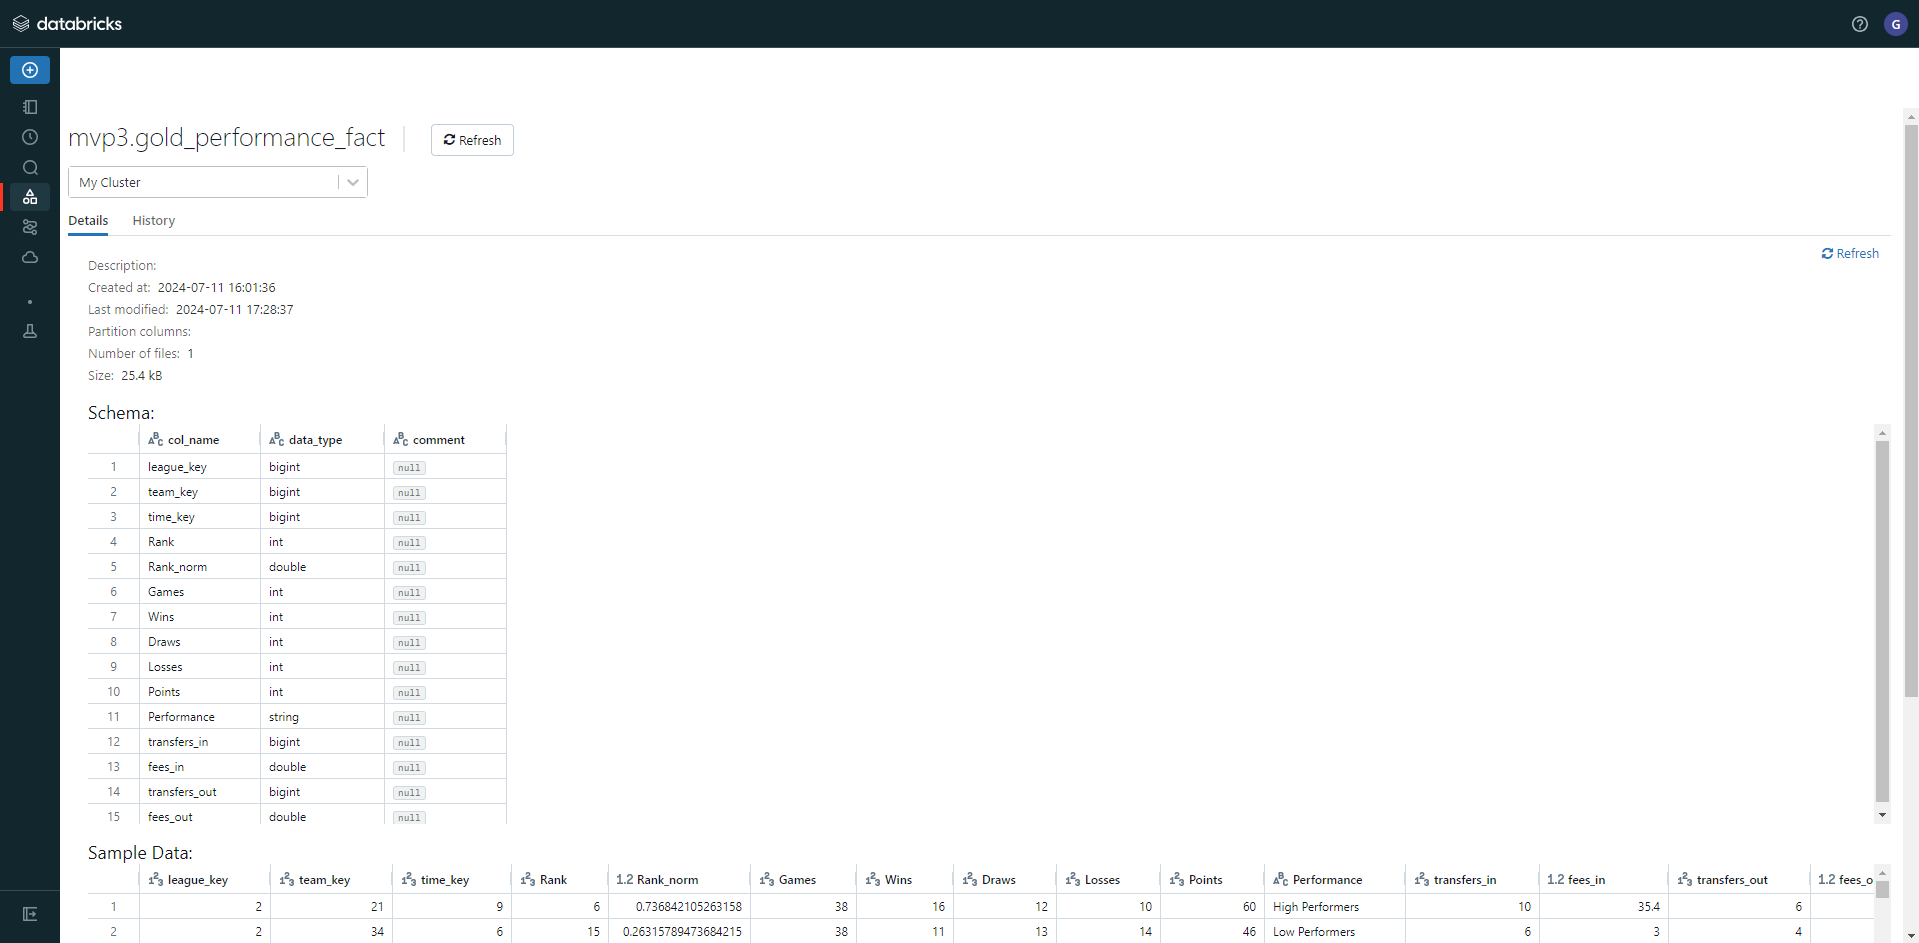 databricks
G
mvp3.gold_performance_fact
Refresh
My Cluster
Details History
Refresh
Description:
Created at: 2024-07-11 16:01:36
Last modified: 2024-07-11 17:28:37
Partition columns:
Number of files: 1
Size: 25.4 kB
Schema:
col_name data_type comment
1 league_key bigint null
2 team_key bigint null
3 time_key bigint null
4 Rank int null
5 Rank_norm double null
6 Games int null
7 Wins int null
8 Draws int null
9 Losses int null
10 Points int null
11 Performance string null
12 transfers_in bigint null
13 fees_in double null
14 transfers_out bigint null
15 fees_out double null
Sample Data:
league_key team_key time_key Rank 1.2 Rank_norm Games Wins Draws Losses Points Performance transfers_in 1.2 fees_in transfers_out 1.2 fees_o
1 2 21 9 6 0.736842105263158 38 16 12 10 60 High Performers 10 35.4 6
2 2 34 6 15 0.26315789473684215 38 11 13 14 46 Low Performers 6 3 4